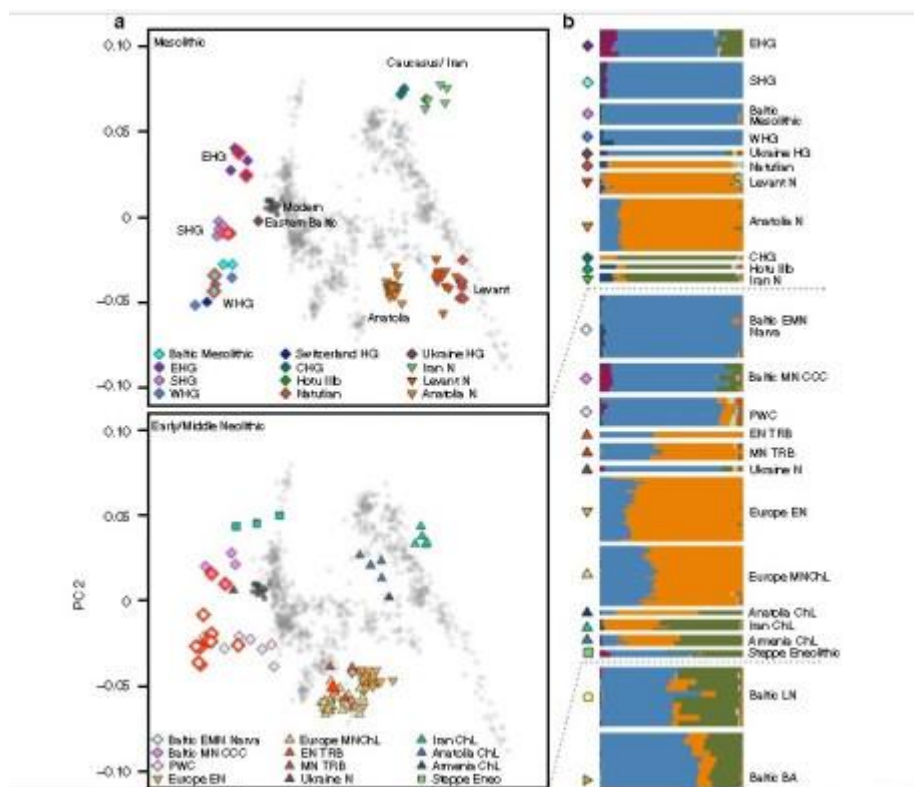 a
Mesolithic
0.10
0.05
0
−0.05
−0.10
Caucasus/ Iran
EHG
Modern
Eastern Baltic
SHG
WHG
Anatolia
Levant
Baltic Mesolithic
EHG
SHG
WHG
Switzerland HG
CHG
Hotu IIIb
Natufian
Ukraine HG
Iran N
Levant N
Anatolia N
Early/Middle Neolithic
0.10
0.05
0
−0.05
−0.10
PC 2
Baltic EMN Narva
Baltic MN CCC
PWC
Europe EN
Europe MNChL
EN TRB
MN TRB
Ukraine N
Iran ChL
Anatolia ChL
Armenia ChL
Steppe Eneo
b
EHG
SHG
Baltic
Mesolithic
WHG
Ukraine HG
Natufian
Levant N
Anatolia N
CHG
Hotu IIIb
Iran N
Baltic EMN
Narva
Baltic MN CCC
PWC
EN TRB
MN TRB
Ukraine N
Europe EN
Europe MNChL
Anatolia ChL
Iran ChL
Armenia ChL
Steppe Eneolithic
Baltic LN
Baltic BA